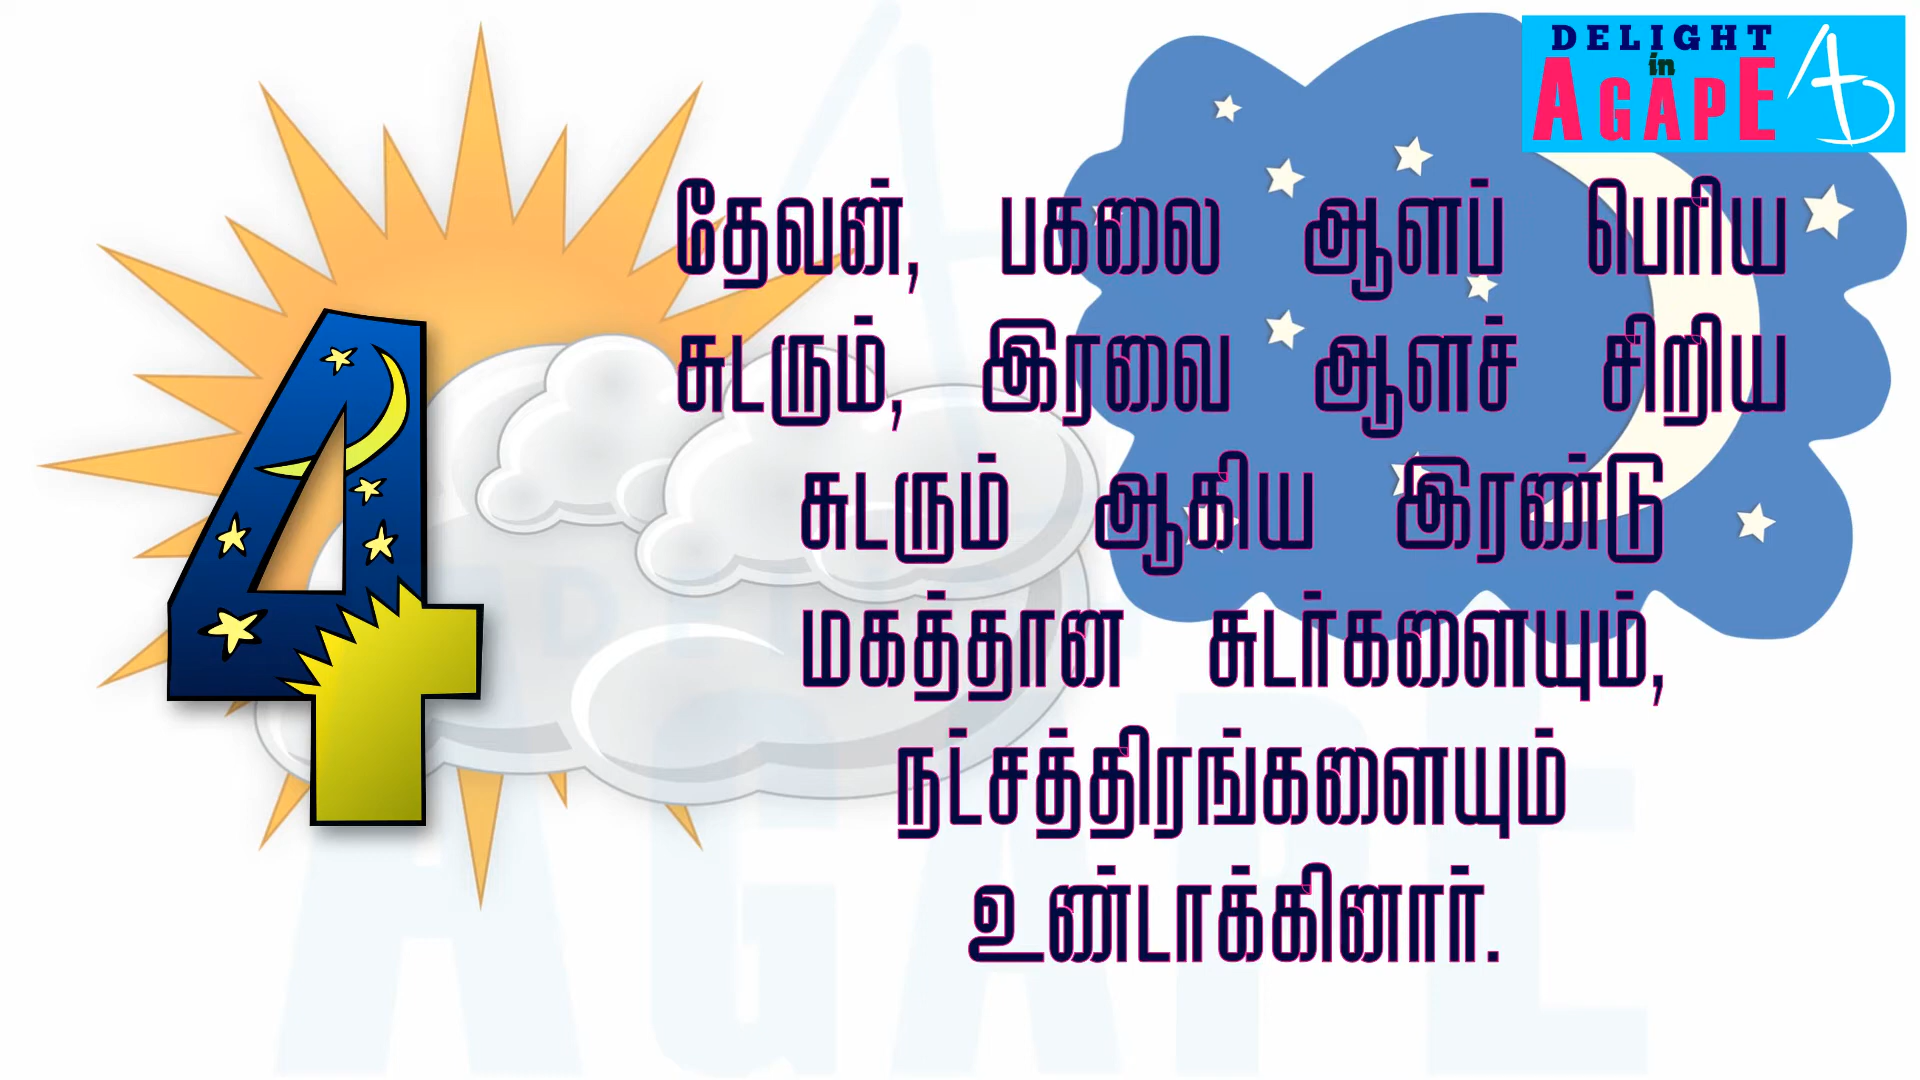 DELIGHT
in
AGAPE
தேவன், பகலை ஆளப் பெரிய
சுடரும், இரவை ஆளச் சிறிய
சுடரும் ஆகிய இரண்டு
மகத்தான சுடர்களையும்,
நட்சத்திரங்களையும்
உண்டாக்கினார்.
4